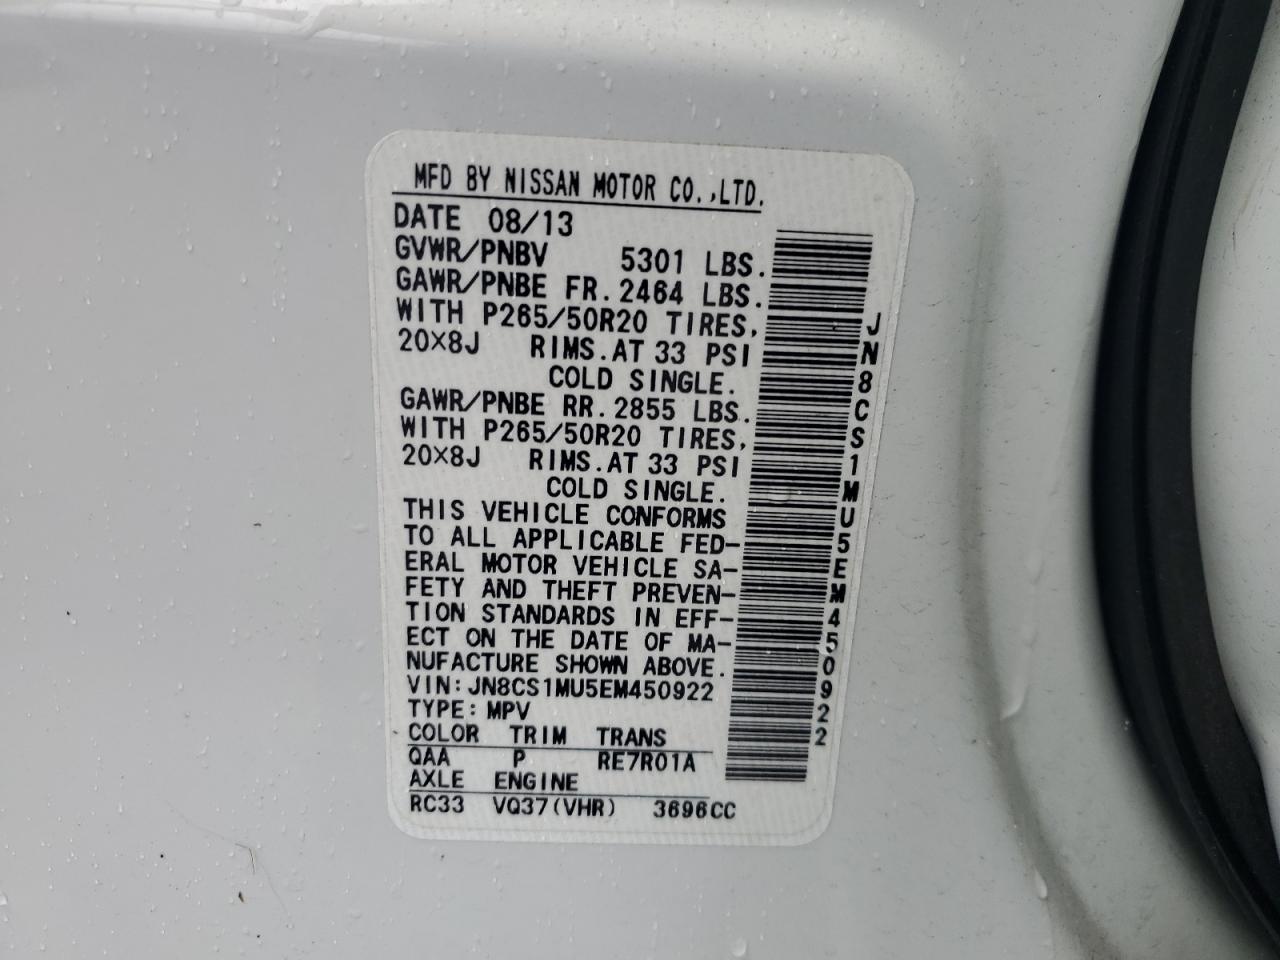 MFD BY NISSAN MOTOR CO.,LTD.
DATE 08/13
GVWR/PNBV 5301 LBS.
GAWR/PNBE FR. 2464 LBS.
WITH P265/50R20 TIRES,
20×8J RIMS. AT 33 PSI
COLD SINGLE.
GAWR/PNBE RR. 2855 LBS.
WITH P265/50R20 TIRES,
20×8J RIMS. AT 33 PSI
COLD SINGLE.
THIS VEHICLE CONFORMS
TO ALL APPLICABLE FED-
ERAL MOTOR VEHICLE SA-
FETY AND THEFT PREVEN-
TION STANDARDS IN EFF-
ECT ON THE DATE OF MA-
NUFACTURE SHOWN ABOVE.
VIN: JN8CS1MU5EM450922
TYPE: MPV
COLOR TRIM TRANS
QAA P RE7R01A
AXLE ENGINE
RC33 VQ37(VHR) 3696CC
JN8CS1MU5EM450922